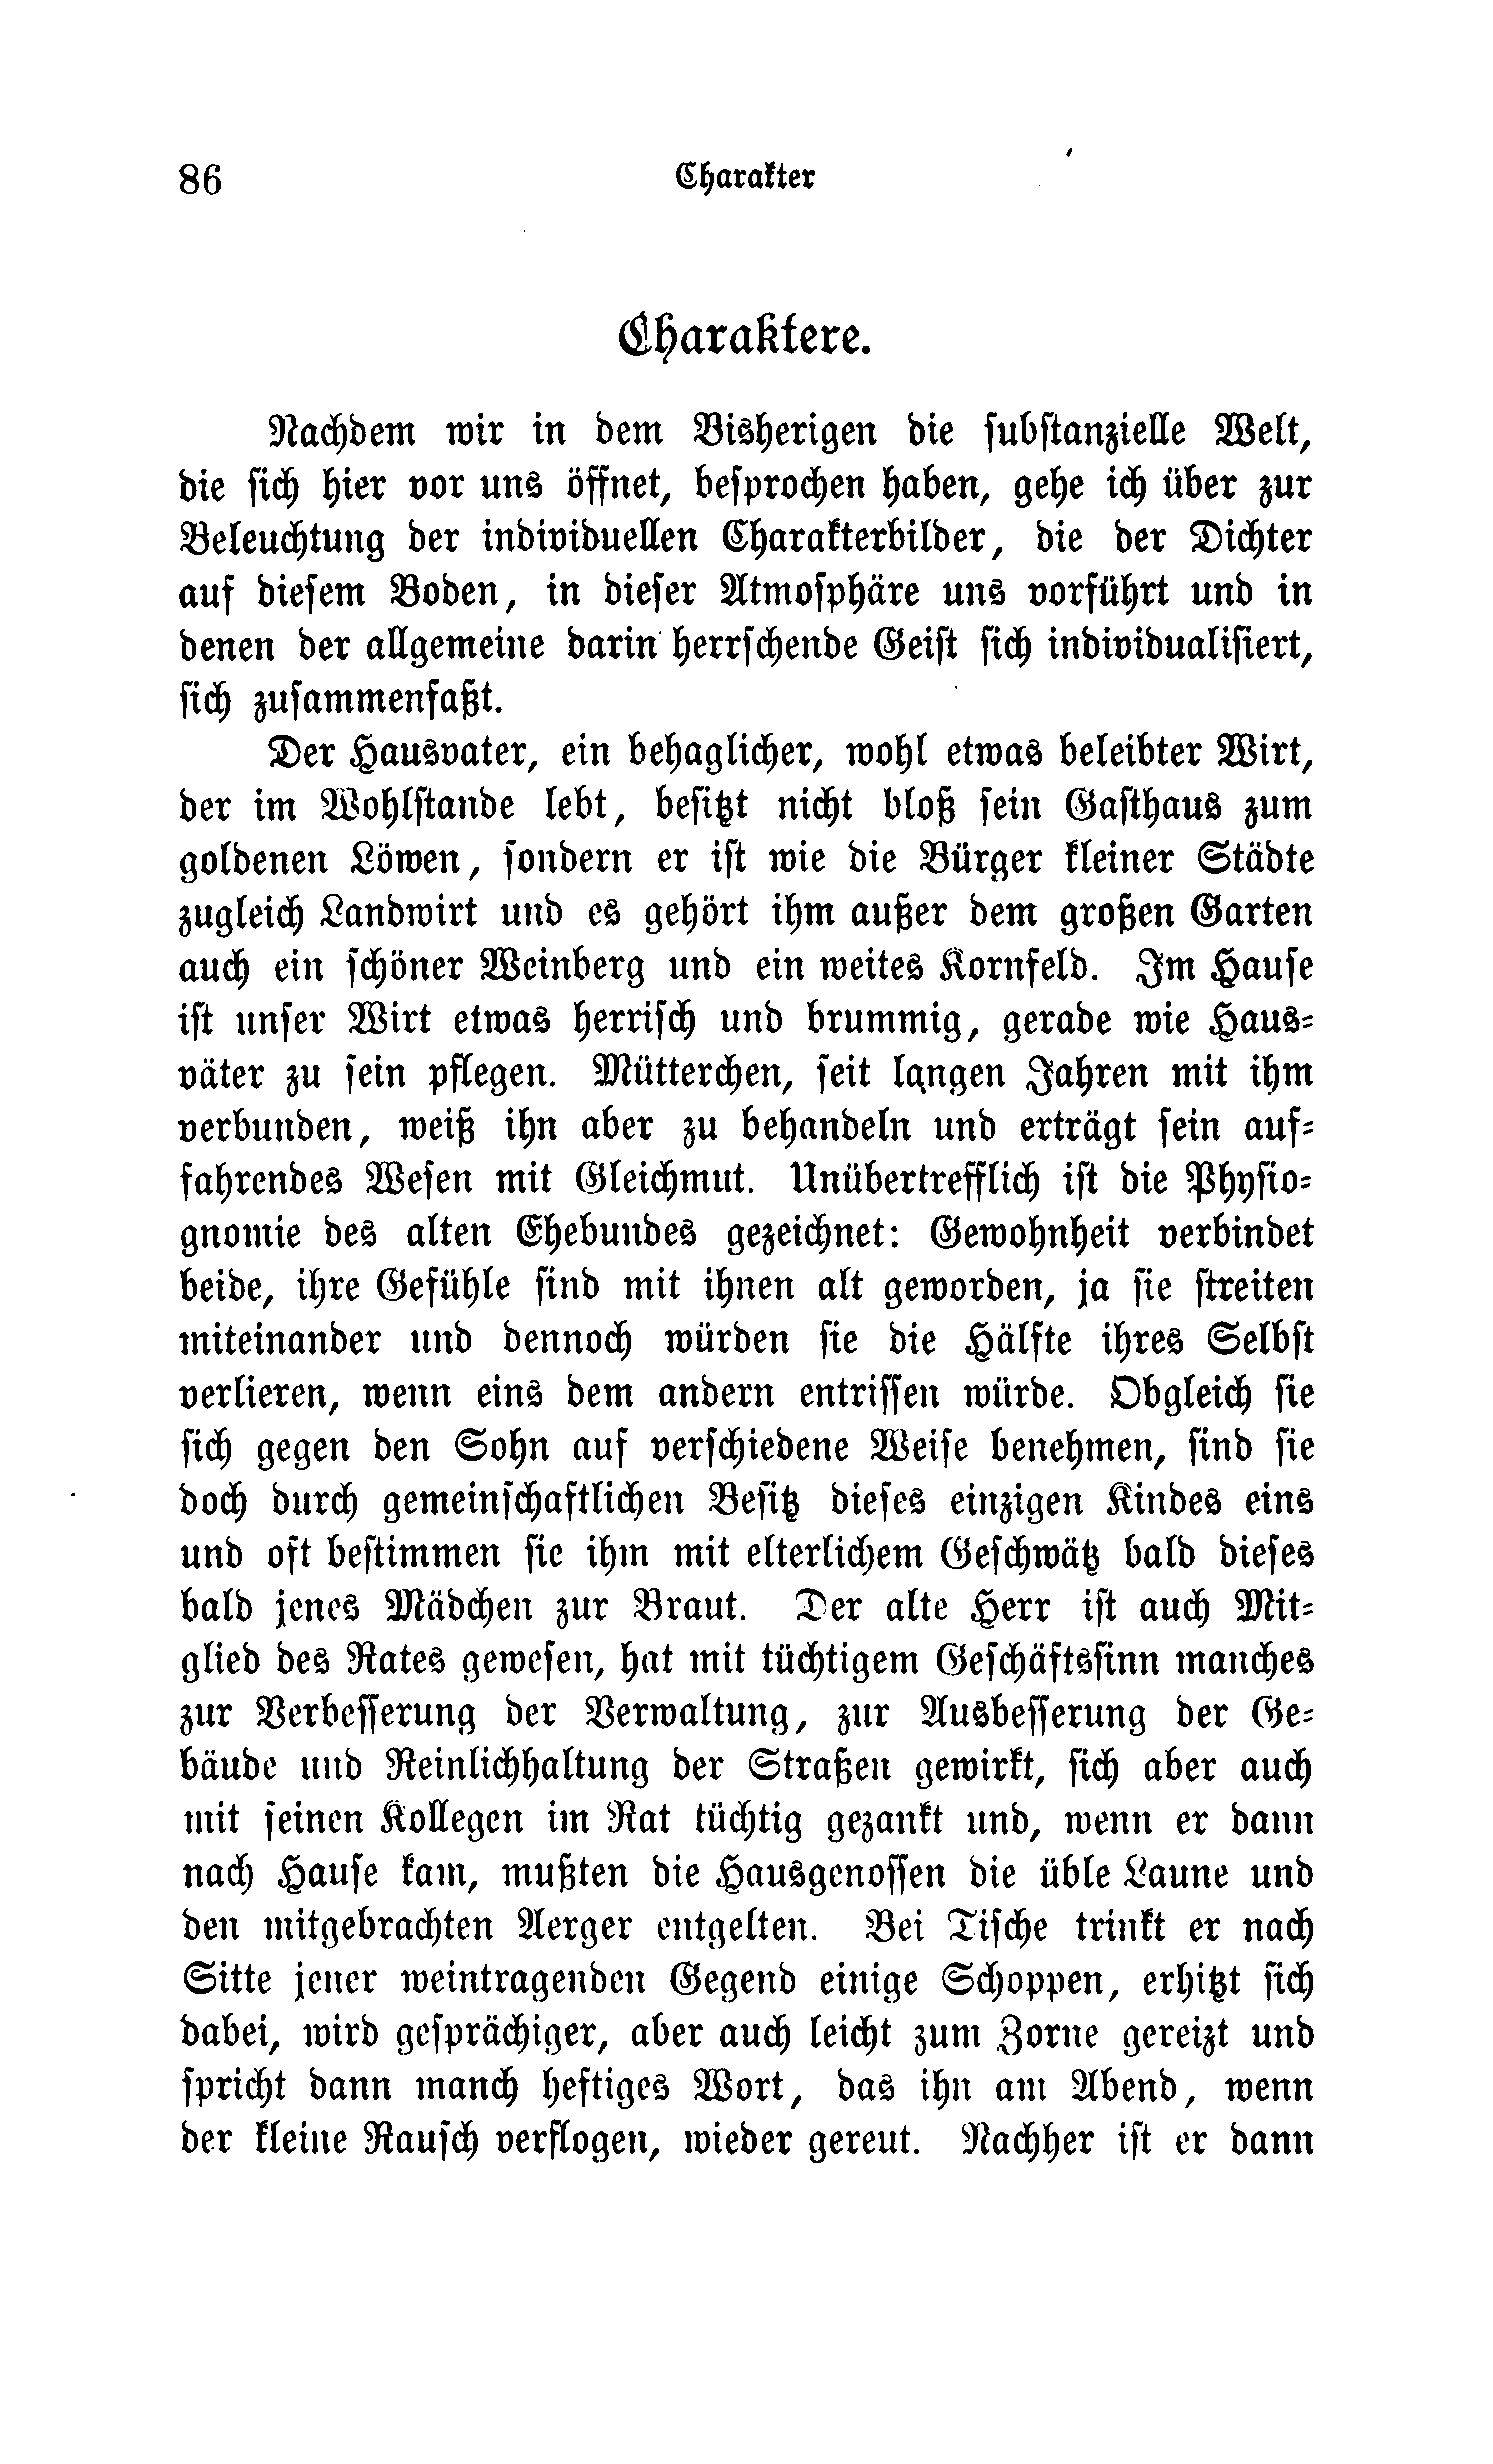 86 Charakter
Charaktere.
Nachdem wir in dem Bisherigen die ſubſtanzielle Welt,
die ſich hier vor uns öffnet, beſprochen haben, gehe ich über zur
Beleuchtung der individuellen Charakterbilder, die der Dichter
auf dieſem Boden, in dieſer Atmoſphäre uns vorführt und in
denen der allgemeine darin herrſchende Geiſt ſich individualiſiert,
ſich zuſammenfaßt.
Der Hausvater, ein behaglicher, wohl etwas beleibter Wirt,
der im Wohlſtande lebt, beſitzt nicht bloß ſein Gaſthaus zum
goldenen Löwen, ſondern er iſt wie die Bürger kleiner Städte
zugleich Landwirt und es gehört ihm außer dem großen Garten
auch ein ſchöner Weinberg und ein weites Kornfeld. Im Hauſe
iſt unſer Wirt etwas herriſch und brummig, gerade wie Haus⸗
väter zu ſein pflegen. Mütterchen, ſeit langen Jahren mit ihm
verbunden, weiß ihn aber zu behandeln und erträgt ſein auf⸗
fahrendes Weſen mit Gleichmut. Unübertrefflich iſt die Phyſio⸗
gnomie des alten Ehebundes gezeichnet: Gewohnheit verbindet
beide, ihre Gefühle ſind mit ihnen alt geworden, ja ſie ſtreiten
miteinander und dennoch würden ſie die Hälfte ihres Selbſt
verlieren, wenn eins dem andern entriſſen würde. Obgleich ſie
ſich gegen den Sohn auf verſchiedene Weiſe benehmen, ſind ſie
doch durch gemeinſchaftlichen Beſitz dieſes einzigen Kindes eins
und oft beſtimmen ſie ihm mit elterlichem Geſchwätz bald dieſes
bald jenes Mädchen zur Braut. Der alte Herr iſt auch Mit⸗
glied des Rates geweſen, hat mit tüchtigem Geſchäftsſinn manches
zur Verbeſſerung der Verwaltung, zur Ausbeſſerung der Ge⸗
bäude und Reinlichhaltung der Straßen gewirkt, ſich aber auch
mit ſeinen Kollegen im Rat tüchtig gezankt und, wenn er dann
nach Hauſe kam, mußten die Hausgenoſſen die üble Laune und
den mitgebrachten Aerger entgelten. Bei Tiſche trinkt er nach
Sitte jener weintragenden Gegend einige Schoppen, erhitzt ſich
dabei, wird geſprächiger, aber auch leicht zum Zorne gereizt und
ſpricht dann manch heftiges Wort, das ihn am Abend, wenn
der kleine Rauſch verflogen, wieder gereut. Nachher iſt er dann